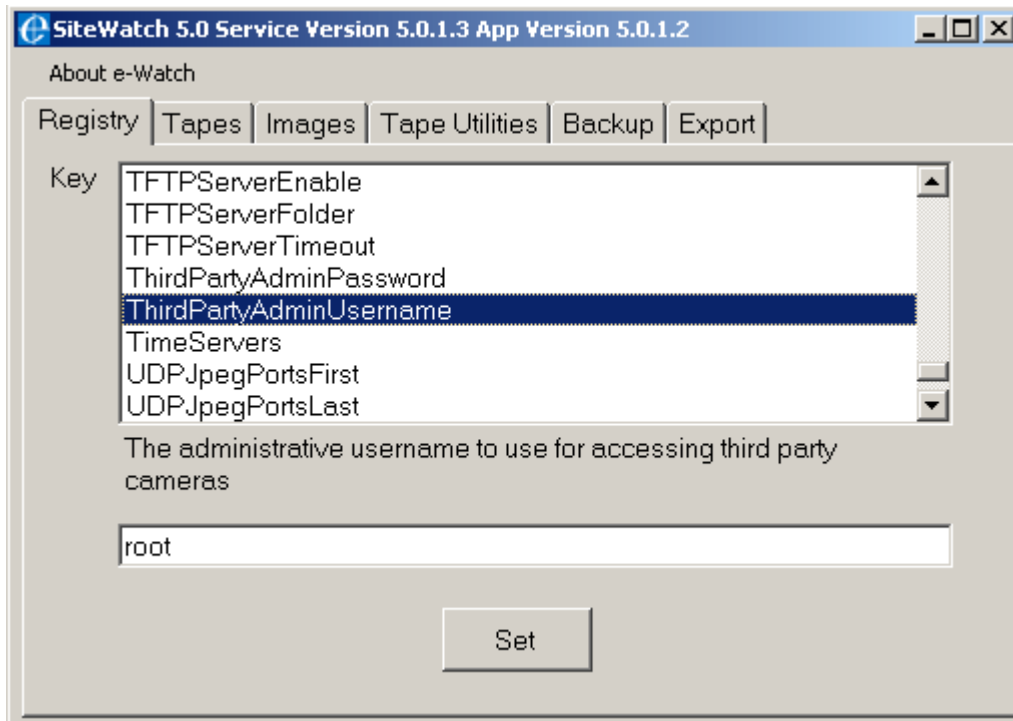 SiteWatch 5.0 Service Version 5.0.1.3 App Version 5.0.1.2
About e-Watch
Registry Tapes Images Tape Utilities Backup Export
Key
TFTPServerEnable
TFTPServerFolder
TFTPServerTimeout
ThirdPartyAdminPassword
ThirdPartyAdminUsername
TimeServers
UDPJpegPortsFirst
UDPJpegPortsLast
The administrative username to use for accessing third party
cameras
root
Set